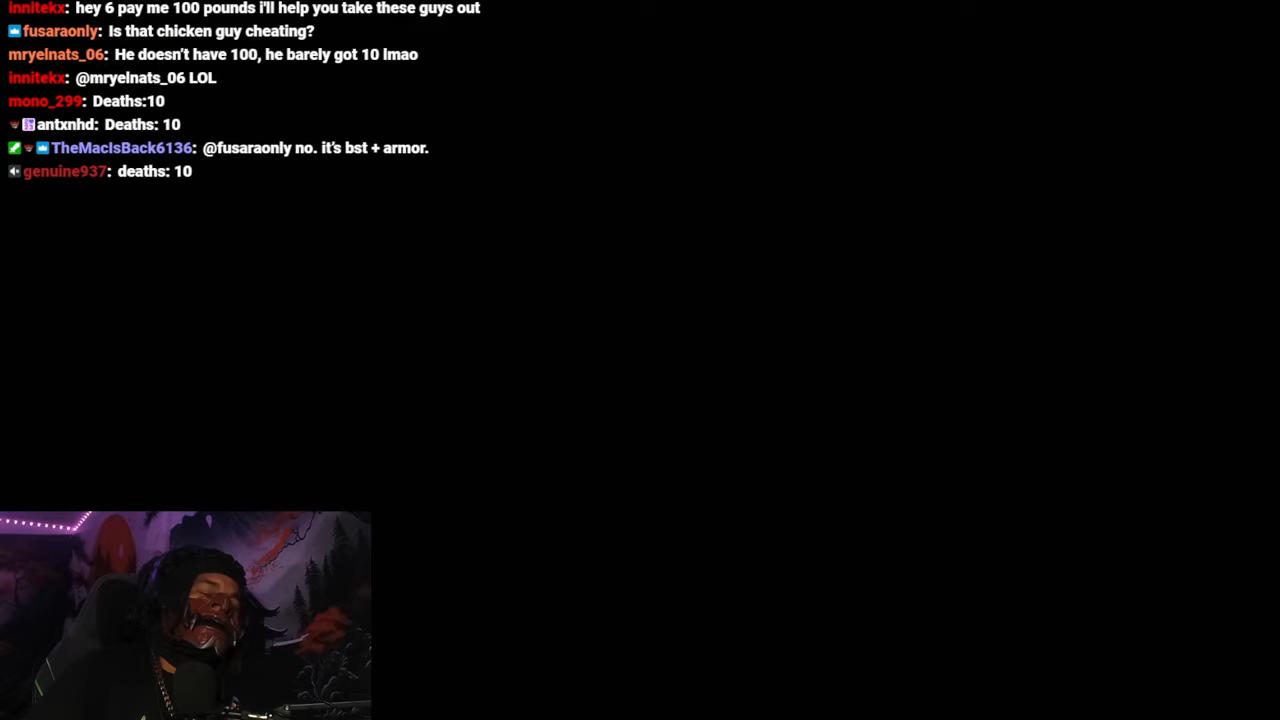 innitekx: hey 6 pay me 100 pounds i'll help you take these guys out
fusaraonly: Is that chicken guy cheating?
mryelnats_06: He doesn’t have 100, he barely got 10 lmao
innitekx: @mryelnats_06 LOL
mono_299: Deaths:10
antxnhd: Deaths: 10
TheMacIsBack6136: @fusaraonly no. it’s bst + armor.
genuine937: deaths: 10